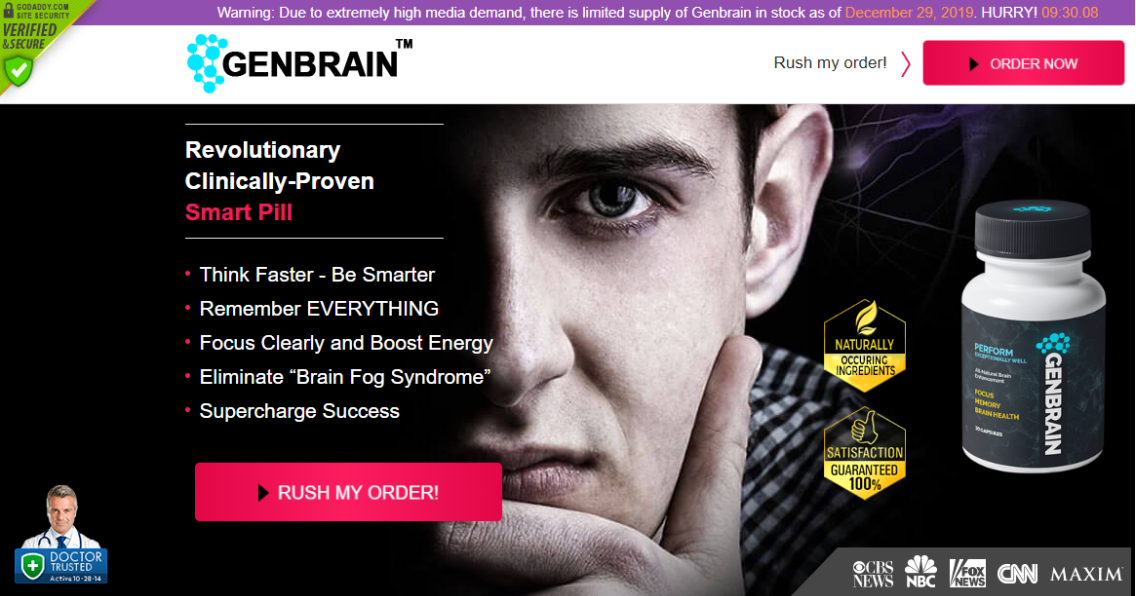 GODADDY.COM
SITE SECURITY
VERIFIED
&SECURE
Warning: Due to extremely high media demand, there is limited supply of Genbrain in stock as of December 29, 2019. HURRY! 09:30.08
GENBRAIN™
Rush my order!
ORDER NOW
Revolutionary
Clinically-Proven
Smart Pill
• Think Faster - Be Smarter
• Remember EVERYTHING
• Focus Clearly and Boost Energy
• Eliminate “Brain Fog Syndrome”
• Supercharge Success
RUSH MY ORDER!
NATURALLY
OCCURING
INGREDIENTS
SATISFACTION
GUARANTEED
100%
PERFORM
EXCEPTIONALLY WELL
All-Natural Brain
Enhancement
FOCUS
MEMORY
BRAIN HEALTH
30 CAPSULES
GENBRAIN
DOCTOR
TRUSTED
Active 10-28-14
CBS
NEWS
NBC
FOX
NEWS
CNN
MAXIM